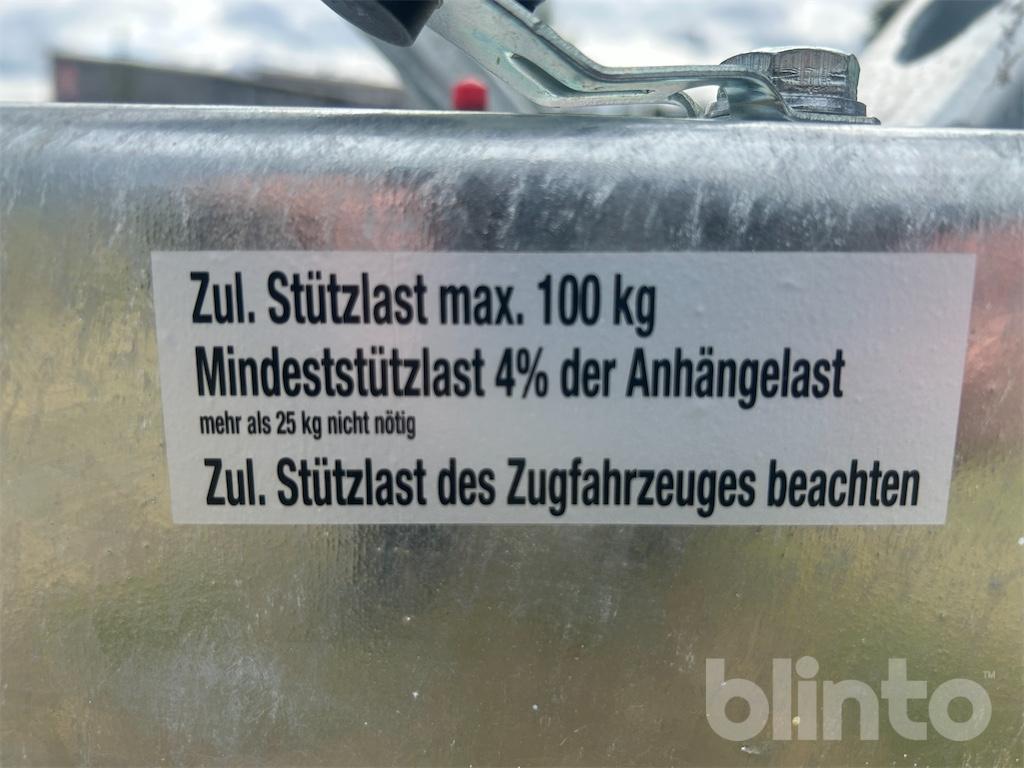 Zul. Stützlast max. 100 kg
Mindeststützlast 4% der Anhängelast
mehr als 25 kg nicht nötig
Zul. Stützlast des Zugfahrzeuges beachten
blinto™